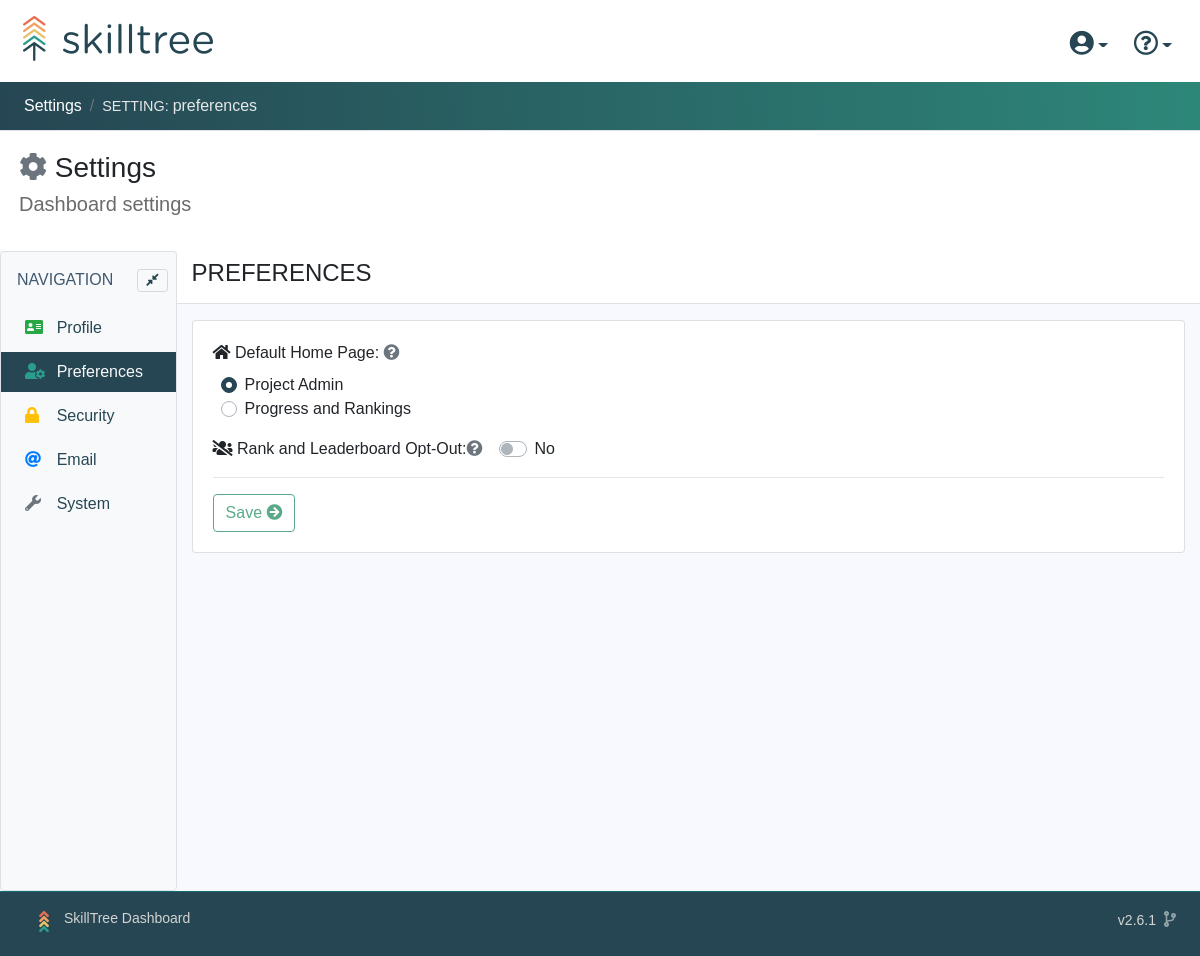 skilltree
Settings / SETTING: preferences
Settings
Dashboard settings
NAVIGATION
Profile
Preferences
Security
Email
System
PREFERENCES
Default Home Page:
Project Admin
Progress and Rankings
Rank and Leaderboard Opt-Out: No
Save
SkillTree Dashboard
v2.6.1